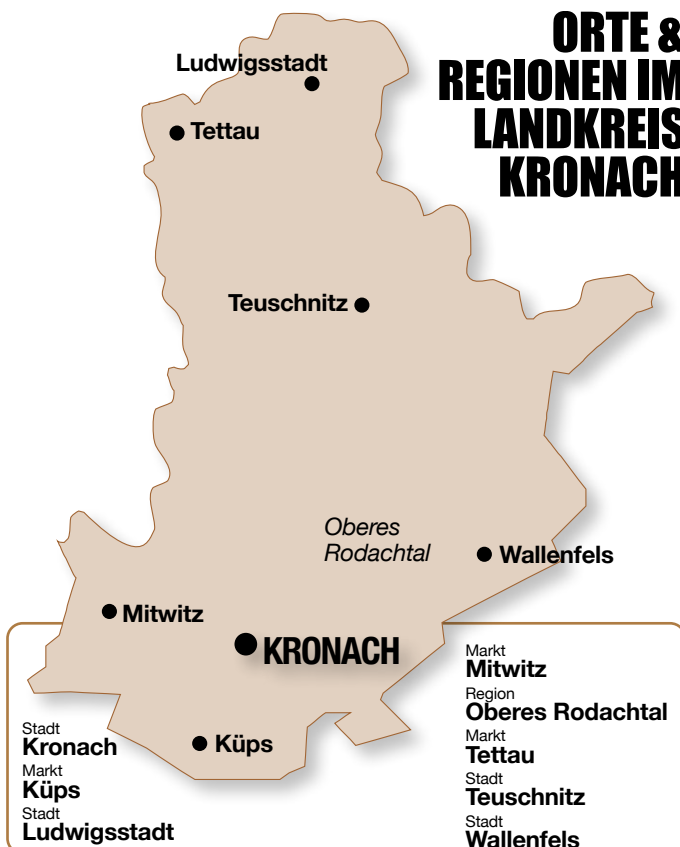 ORTE &
REGIONEN IM
LANDKREIS
KRONACH
Ludwigsstadt
Tettau
Teuschnitz
Oberes
Rodachtal
Wallenfels
Mitwitz
KRONACH
Küps
Stadt
Kronach
Markt
Küps
Stadt
Ludwigsstadt
Markt
Mitwitz
Region
Oberes Rodachtal
Markt
Tettau
Stadt
Teuschnitz
Stadt
Wallenfels